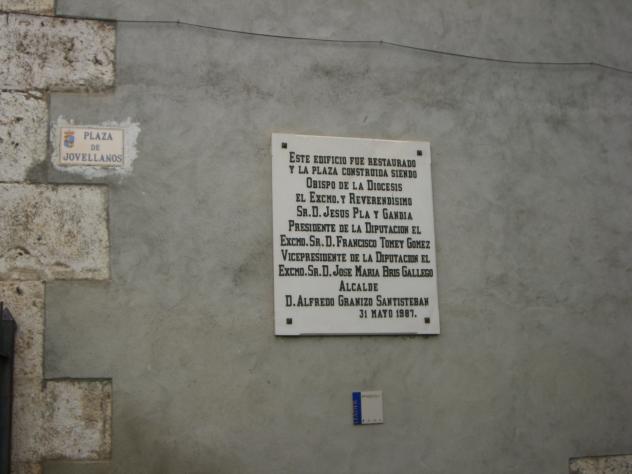 PLAZA
DE
JOVELLANOS
ESTE EDIFICIO FUE RESTAURADO
Y LA PLAZA CONSTRUIDA SIENDO
OBISPO DE LA DIOCESIS
EL EXCMO. Y REVERENDISIMO
SR.D. JESUS PLA Y GANDIA
PRESIDENTE DE LA DIPUTACION EL
EXCMO. SR. D. FRANCISCO TOMEY GOMEZ
VICEPRESIDENTE DE LA DIPUTACION EL
EXCMO. SR. D. JOSE MARIA BRIS GALLEGO
ALCALDE
D. ALFREDO GRANIZO SANTISTEBAN
31 MAYO 1987.